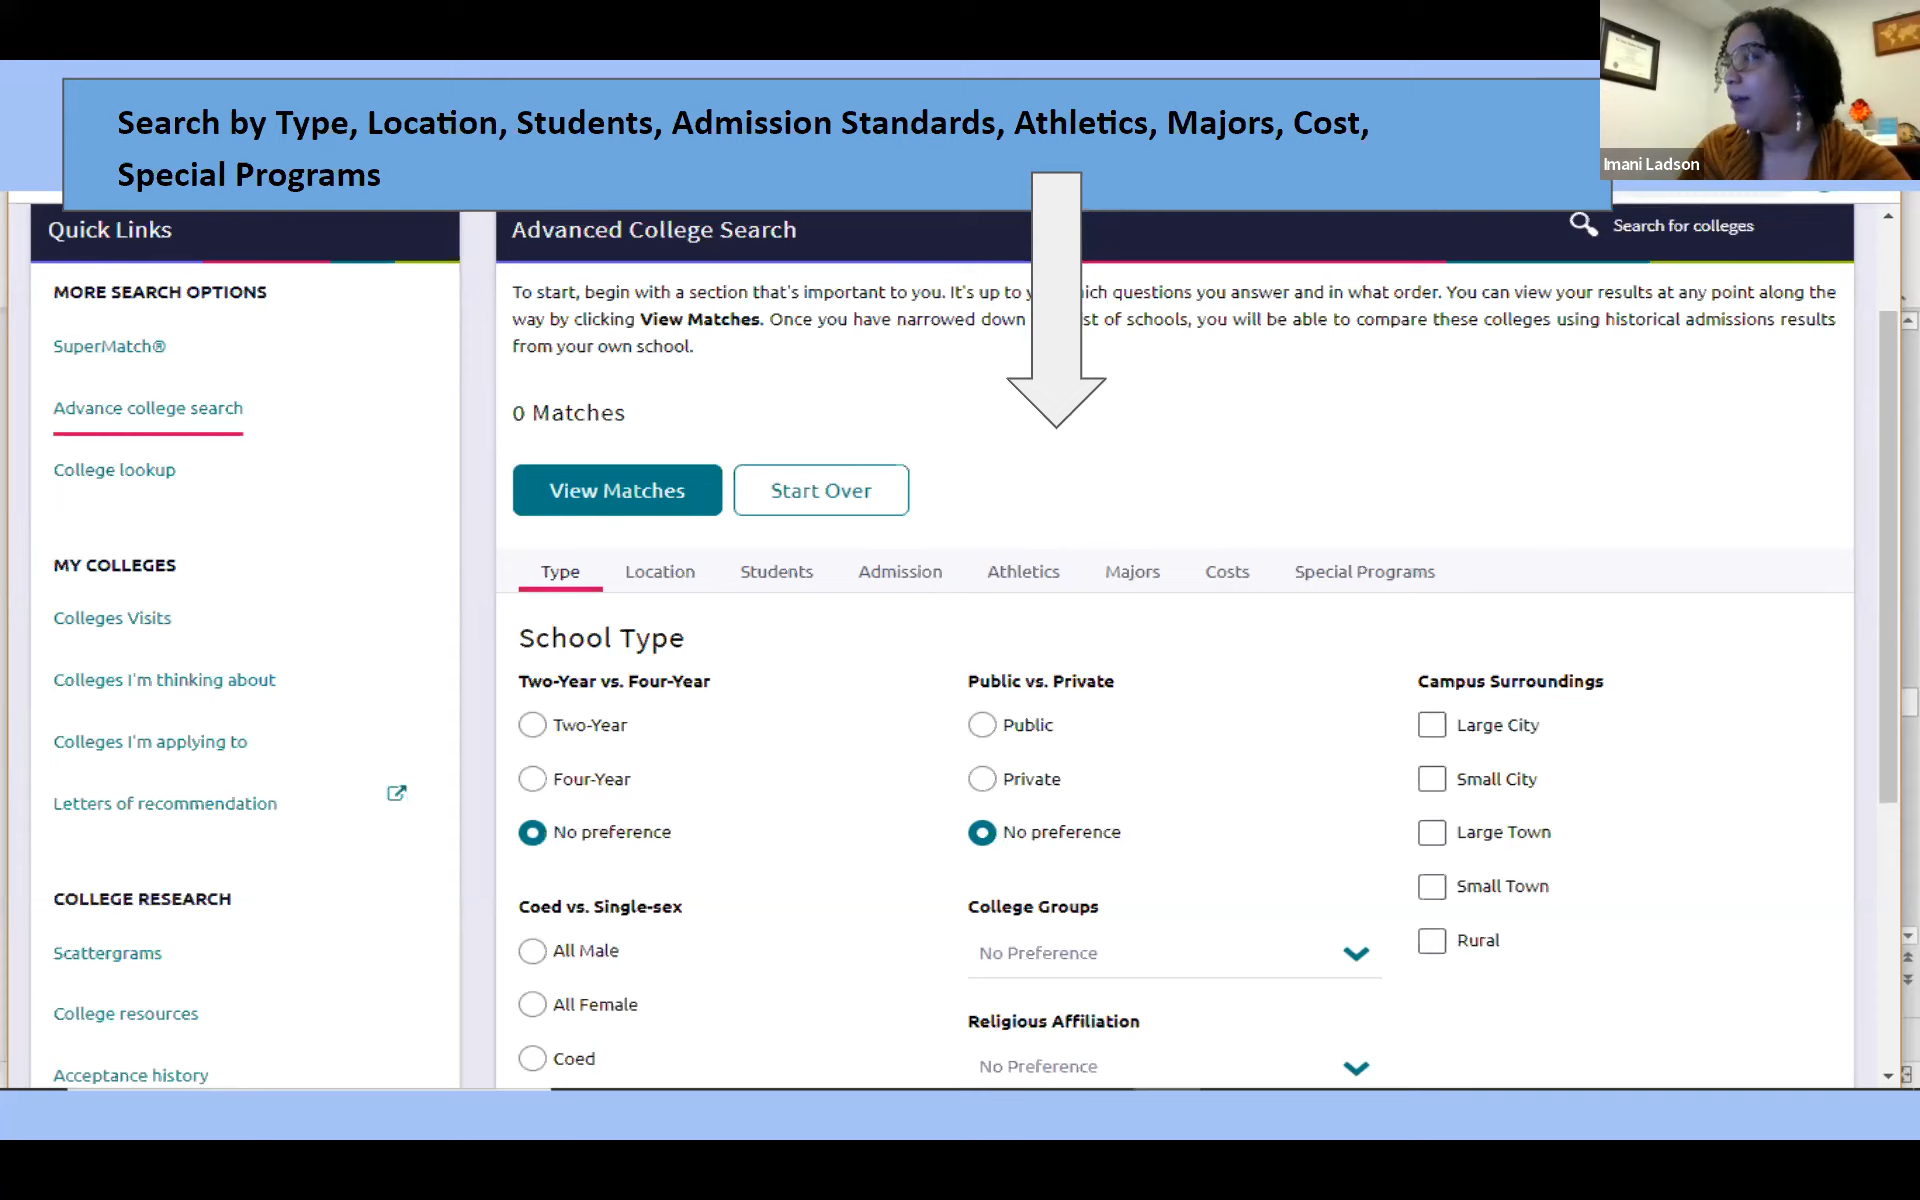 Search by Type, Location, Students, Admission Standards, Athletics, Majors, Cost,
Special Programs
Imani Ladson
Quick Links
MORE SEARCH OPTIONS
SuperMatch®
Advance college search
College lookup
MY COLLEGES
Colleges Visits
Colleges I'm thinking about
Colleges I'm applying to
Letters of recommendation
COLLEGE RESEARCH
Scattergrams
College resources
Acceptance history
Advanced College Search
Search for colleges
To start, begin with a section that's important to you. It's up to questions you answer and in what order. You can view your results at any point along the
way by clicking View Matches. Once you have narrowed down of schools, you will be able to compare these colleges using historical admissions results
from your own school.
0 Matches
View Matches
Start Over
Type Location Students Admission Athletics Majors Costs Special Programs
School Type
Two-Year vs. Four-Year
Two-Year
Four-Year
No preference
Coed vs. Single-sex
All Male
All Female
Coed
Public vs. Private
Public
Private
No preference
College Groups
No Preference
Religious Affiliation
No Preference
Campus Surroundings
Large City
Small City
Large Town
Small Town
Rural